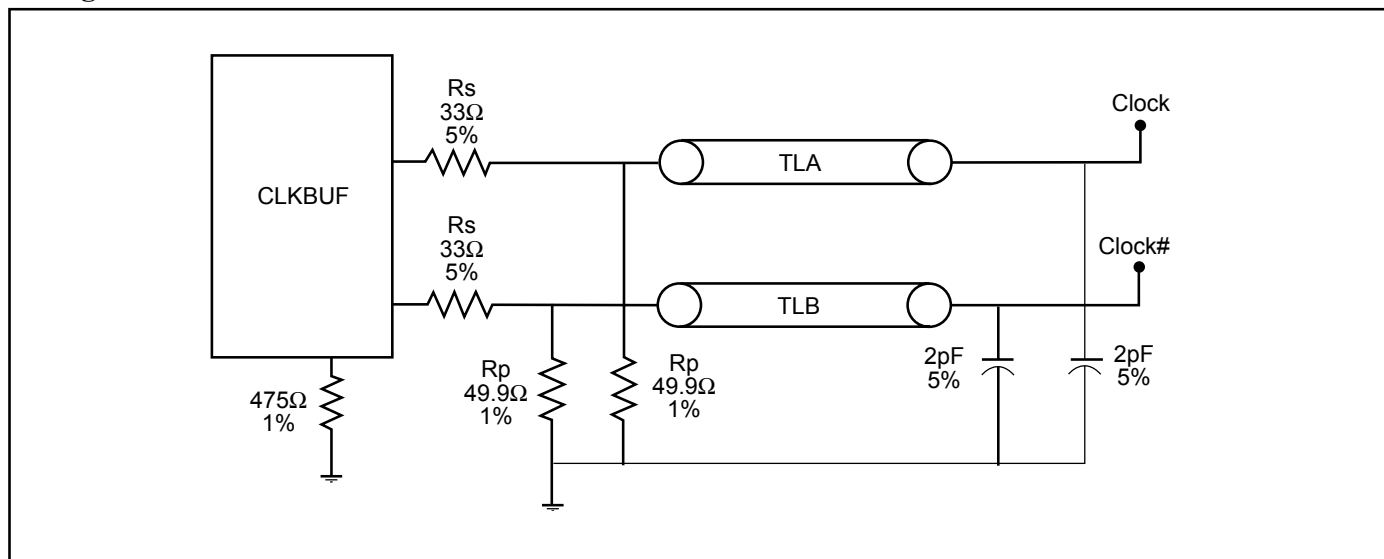 Rs
33Ω
5%
Clock
TLA
CLKBUF
Rs
33Ω
5%
Clock#
TLB
Rp
49.9Ω
1%
Rp
49.9Ω
1%
2pF
5%
2pF
5%
475Ω
1%